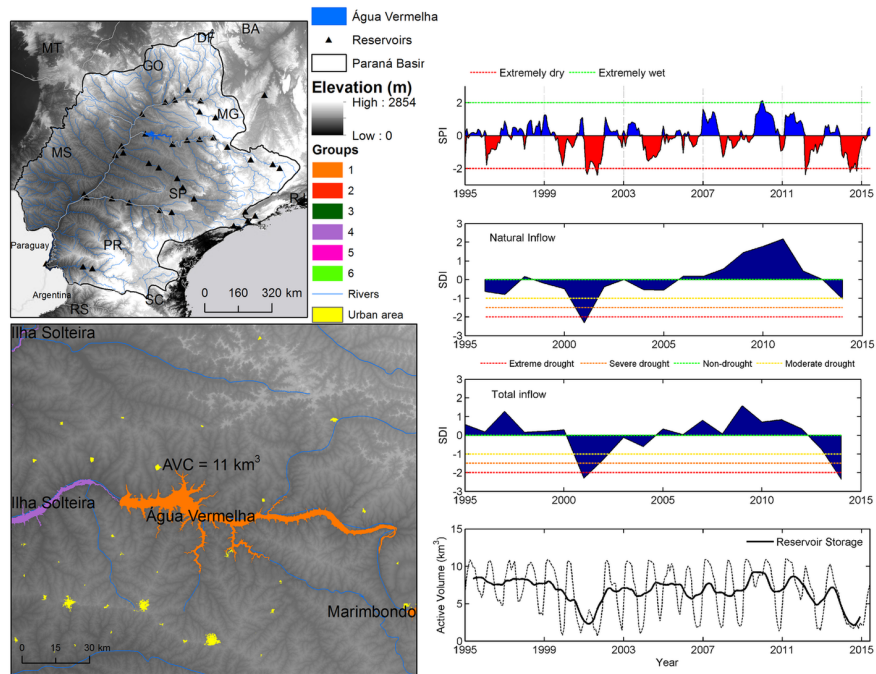 Água Vermelha
Reservoirs
Paraná Basin
Elevation (m)
High : 2854
Low : 0
Groups
1
2
3
4
5
6
Rivers
Urban area
MT
DF
BA
GO
MG
MS
SP
RJ
Paraguay
PR
Argentina
SC
RS
0 160 320 km
Ilha Solteira
AVC = 11 km³
Ilha Solteira
Água Vermelha
Marimbondo
0 15 30 km
Extremely dry
Extremely wet
SPI
2
0
-2
1995 1999 2003 2007 2011 2015
Natural Inflow
SDI
3
2
1
0
-1
-2
-3
1995 2000 2005 2010 2015
Extreme drought
Severe drought
Non-drought
Moderate drought
Total inflow
SDI
3
2
1
0
-1
-2
-3
1995 2000 2005 2010 2015
Reservoir Storage
Active Volume (km³)
15
10
5
0
1995 1999 2003 2007 2011 2015
Year